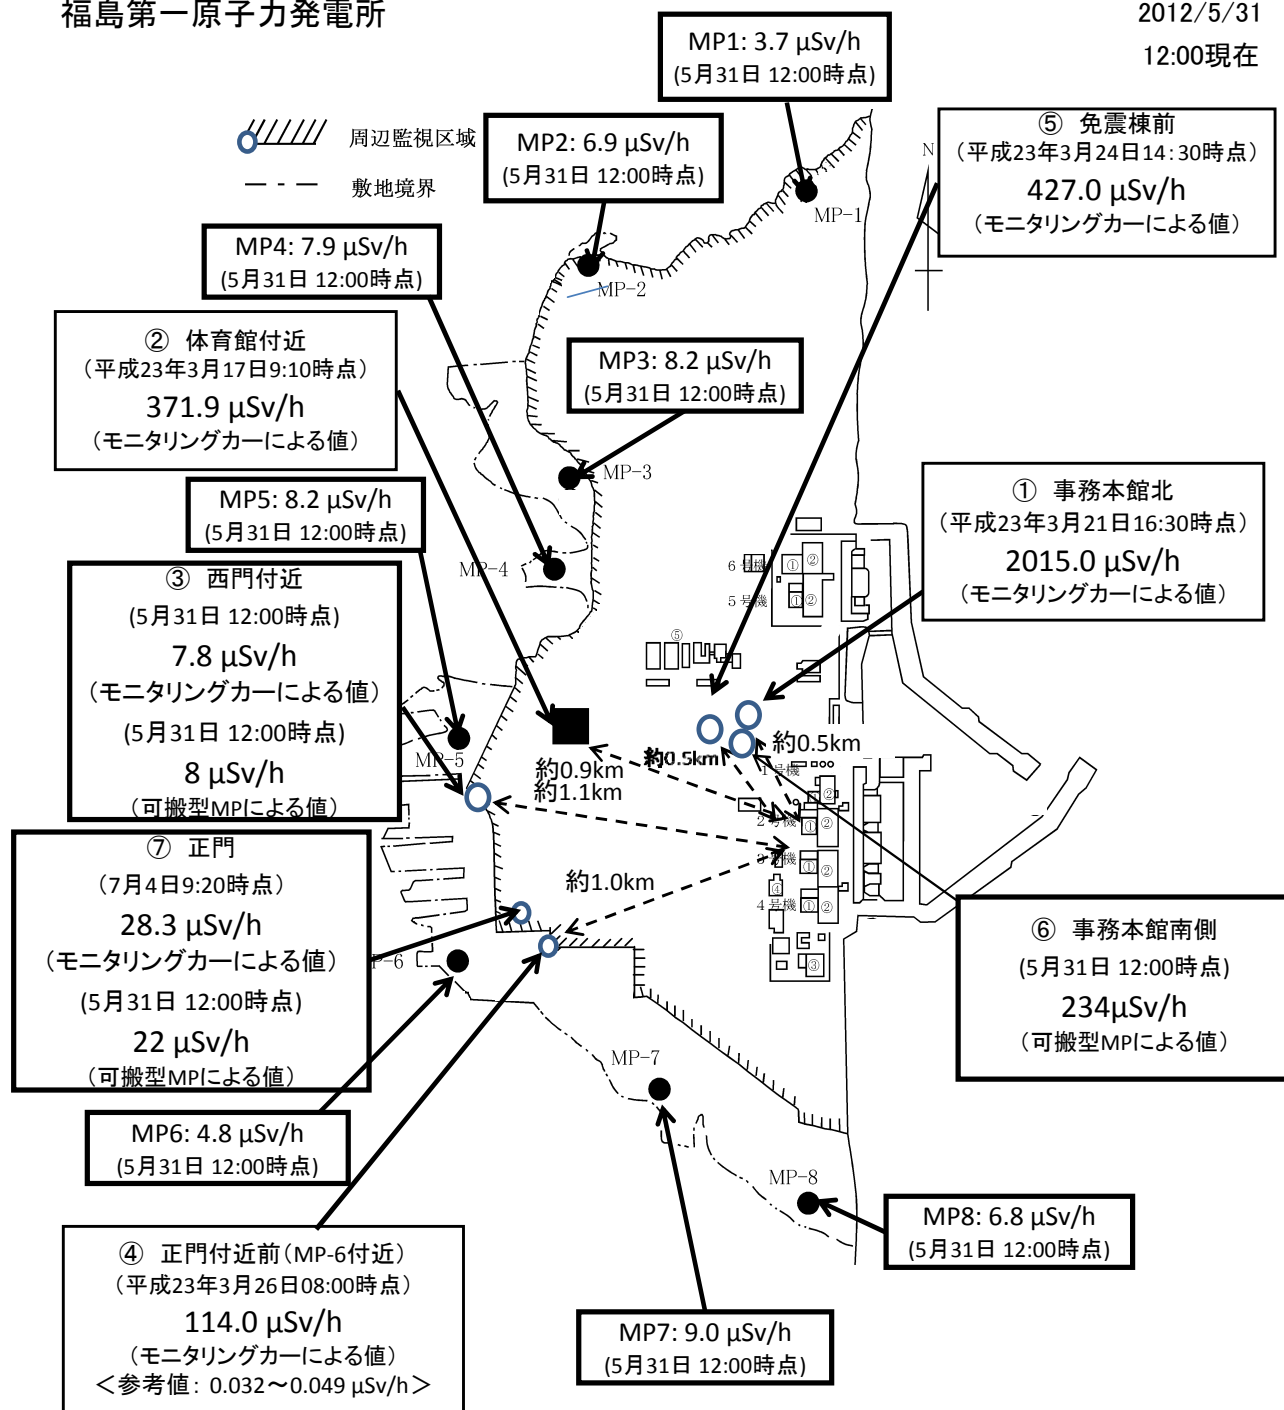 福島第一原子力発電所
2012/5/31
12:00現在
周辺監視区域
敷地境界
MP1: 3.7 μSv/h
(5月31日 12:00時点)
MP2: 6.9 μSv/h
(5月31日 12:00時点)
⑤ 免震棟前
(平成23年3月24日14:30時点)
427.0 μSv/h
(モニタリングカーによる値)
N
MP-1
MP4: 7.9 μSv/h
(5月31日 12:00時点)
MP-2
② 体育館付近
(平成23年3月17日9:10時点)
371.9 μSv/h
(モニタリングカーによる値)
MP3: 8.2 μSv/h
(5月31日 12:00時点)
MP-3
MP5: 8.2 μSv/h
(5月31日 12:00時点)
① 事務本館北
(平成23年3月21日16:30時点)
2015.0 μSv/h
(モニタリングカーによる値)
MP-4
6号機 ① ②
5号機 ① ②
③ 西門付近
(5月31日 12:00時点)
7.8 μSv/h
(モニタリングカーによる値)
(5月31日 12:00時点)
8 μSv/h
(可搬型MPによる値)
⑤
MP-5
約0.9km
約1.1km
約0.5km
約0.5km
1号機 ① ②
2号機 ① ②
3号機 ① ②
④
4号機 ① ②
③
約1.0km
⑦ 正門
(7月4日9:20時点)
28.3 μSv/h
(モニタリングカーによる値)
(5月31日 12:00時点)
22 μSv/h
(可搬型MPによる値)
P-6
⑥ 事務本館南側
(5月31日 12:00時点)
234μSv/h
(可搬型MPによる値)
MP-7
MP6: 4.8 μSv/h
(5月31日 12:00時点)
MP-8
MP8: 6.8 μSv/h
(5月31日 12:00時点)
④ 正門付近前(MP-6付近)
(平成23年3月26日08:00時点)
114.0 μSv/h
(モニタリングカーによる値)
<参考値: 0.032～0.049 μSv/h>
MP7: 9.0 μSv/h
(5月31日 12:00時点)